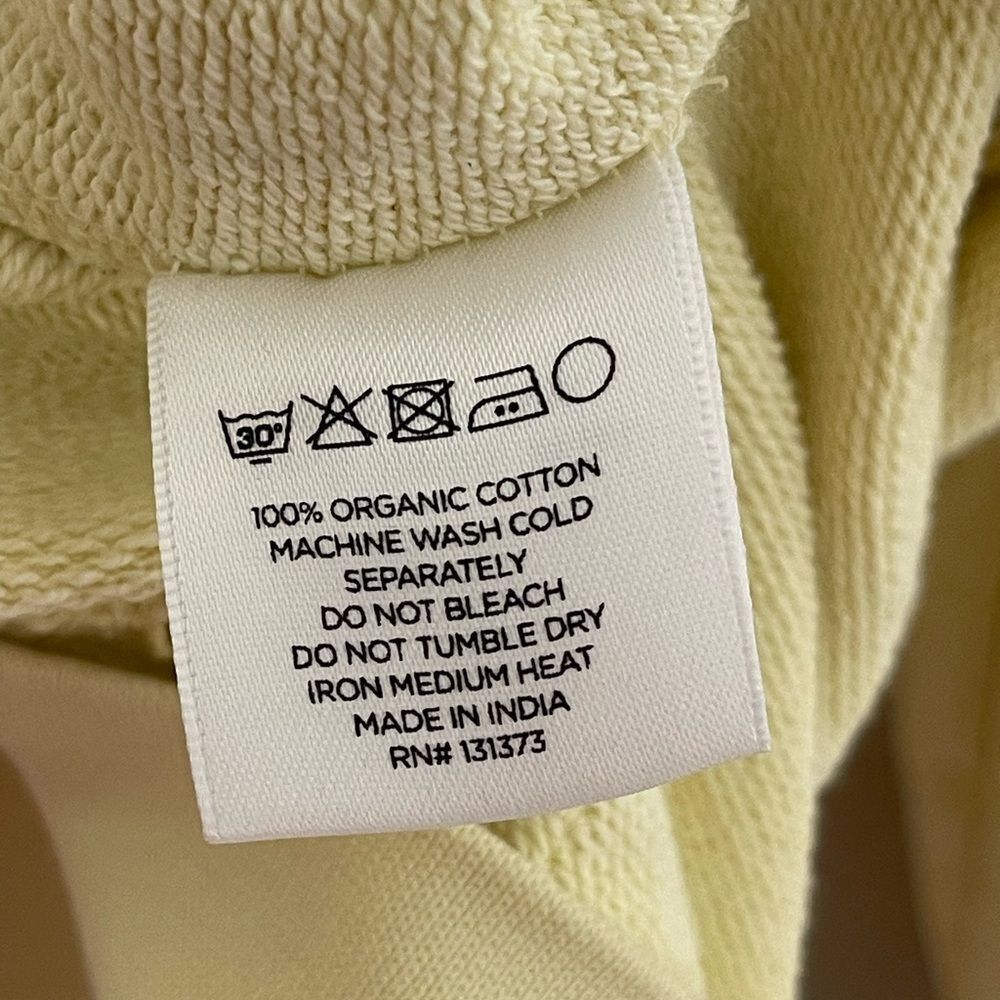 30°
100% ORGANIC COTTON
MACHINE WASH COLD
SEPARATELY
DO NOT BLEACH
DO NOT TUMBLE DRY
IRON MEDIUM HEAT
MADE IN INDIA
RN# 131373